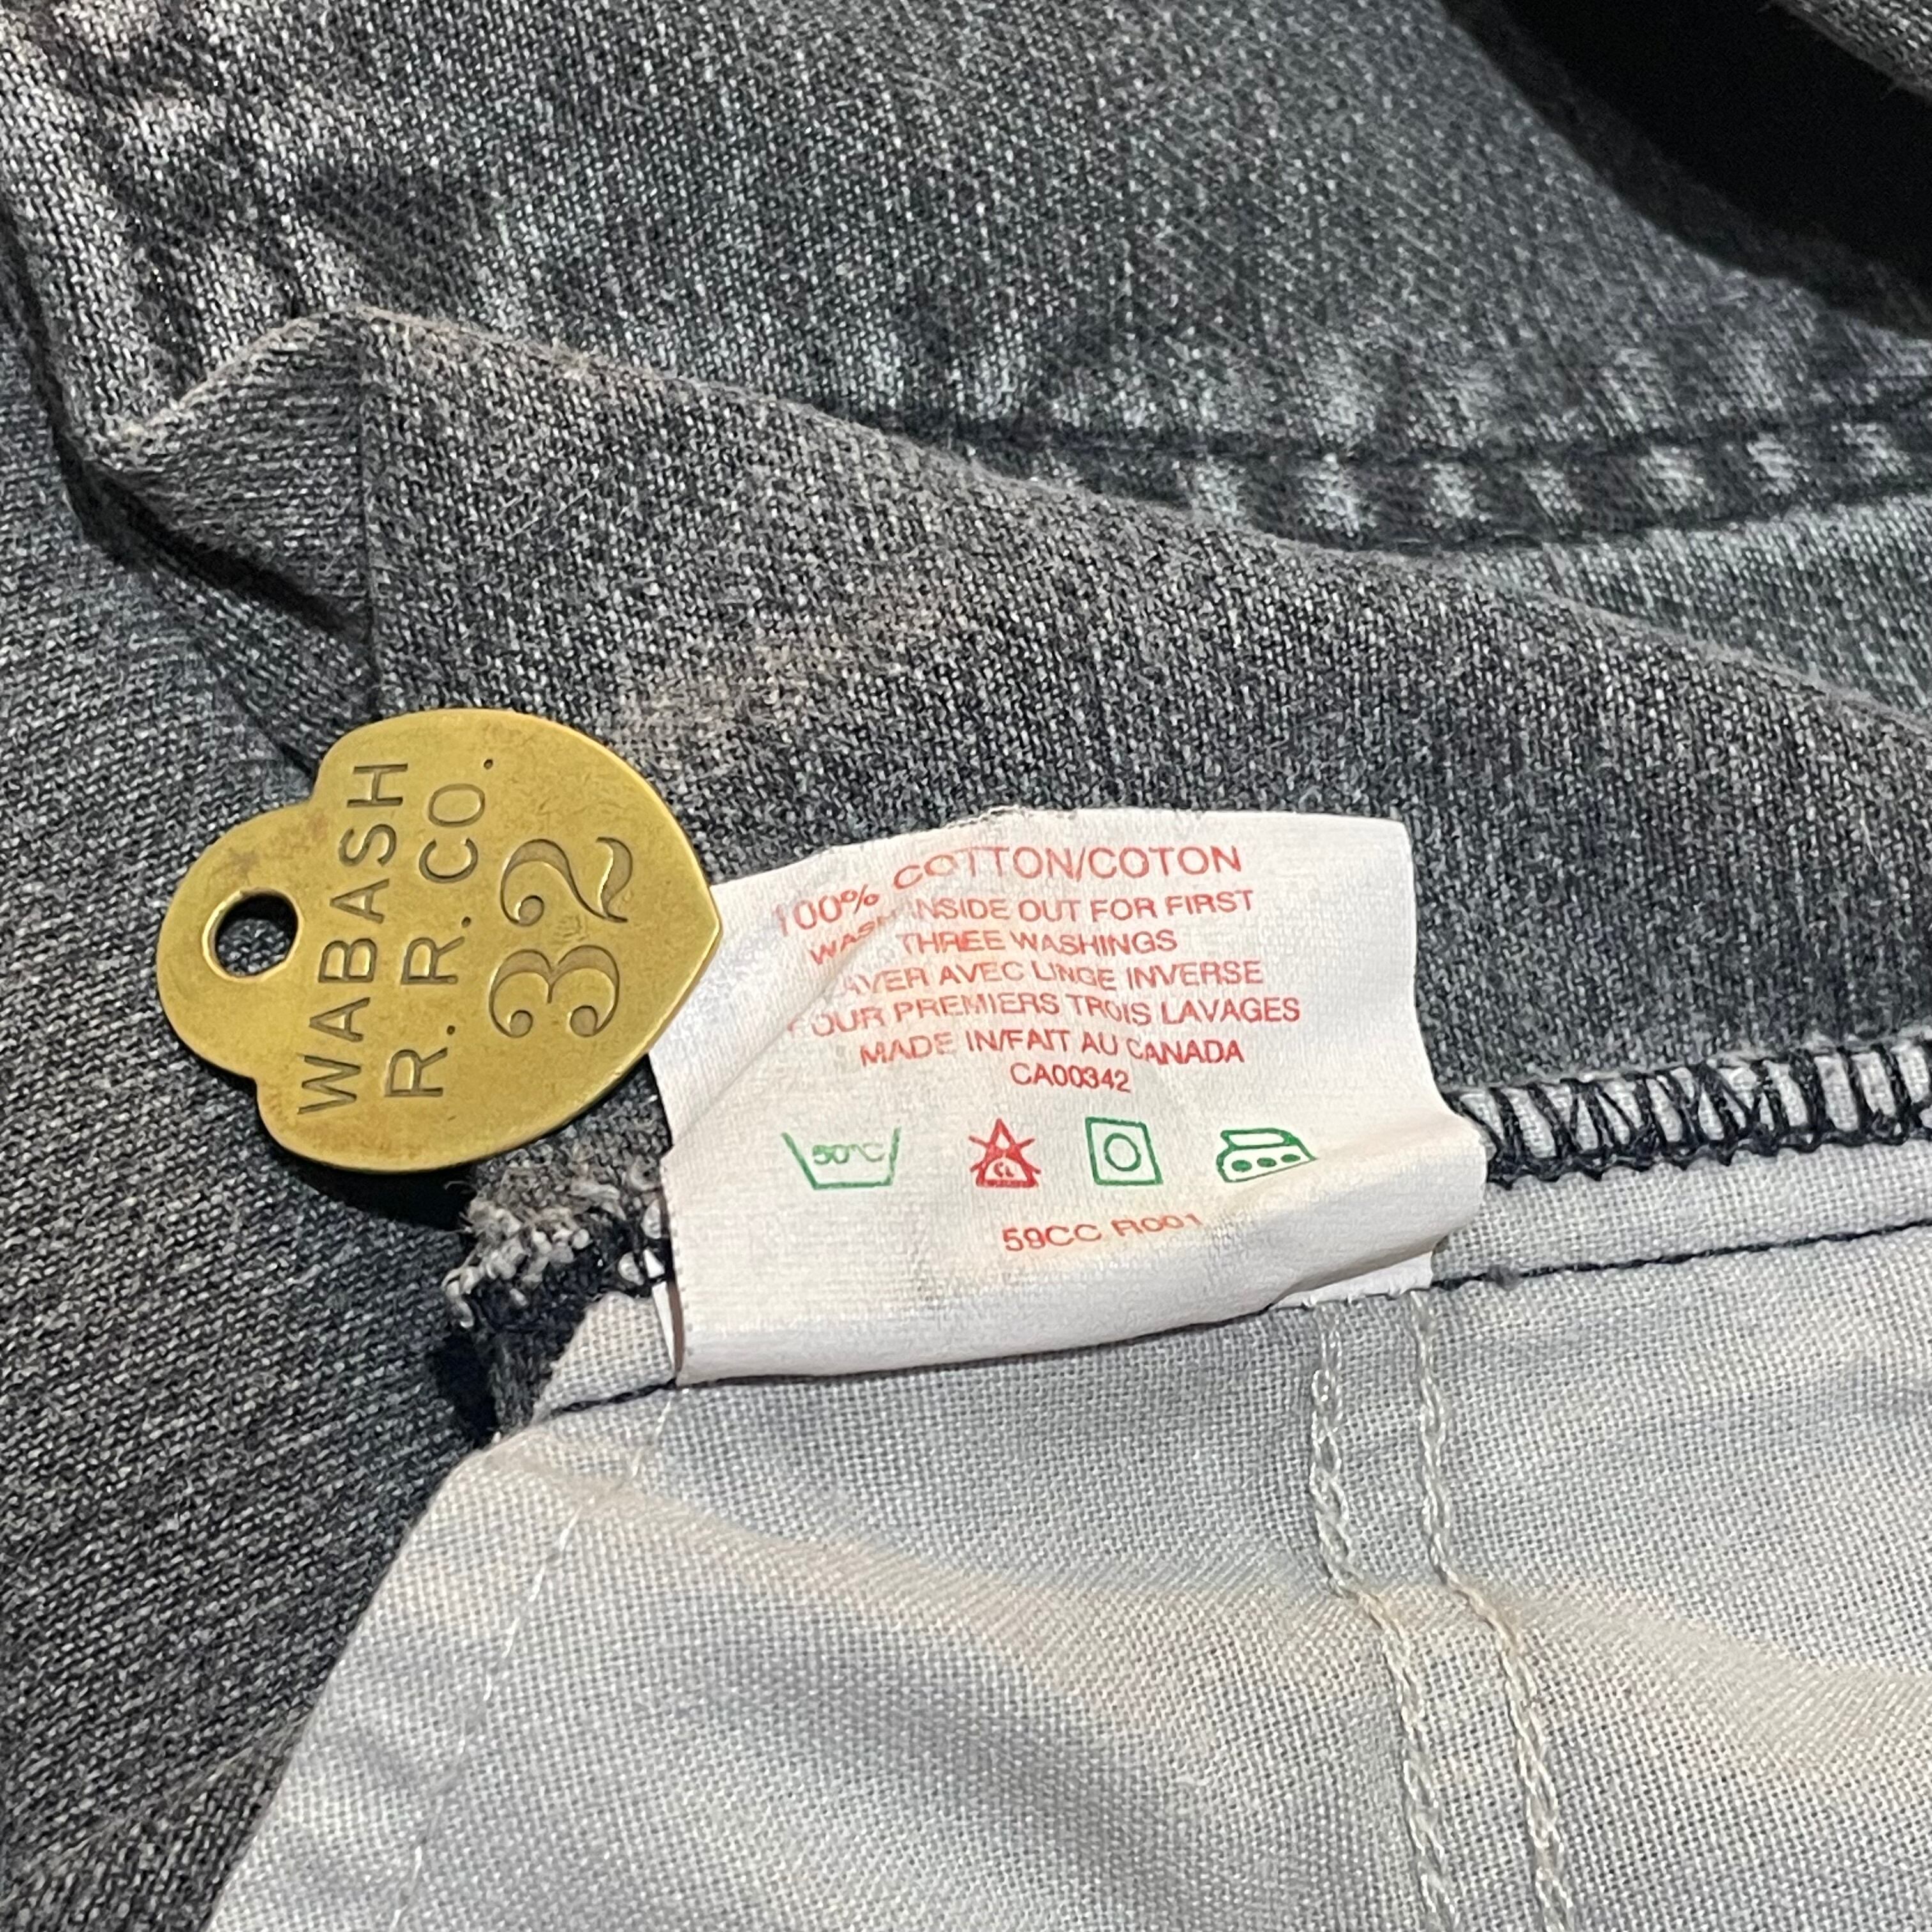 WABASH
R. R. CO.
32
100% COTTON/COTON
WASH INSIDE OUT FOR FIRST
THREE WASHINGS
LAVER AVEC LINGE INVERSE
POUR PREMIERS TROIS LAVAGES
MADE IN/FAIT AU CANADA
CA00342
50°C
CL
59CC R001